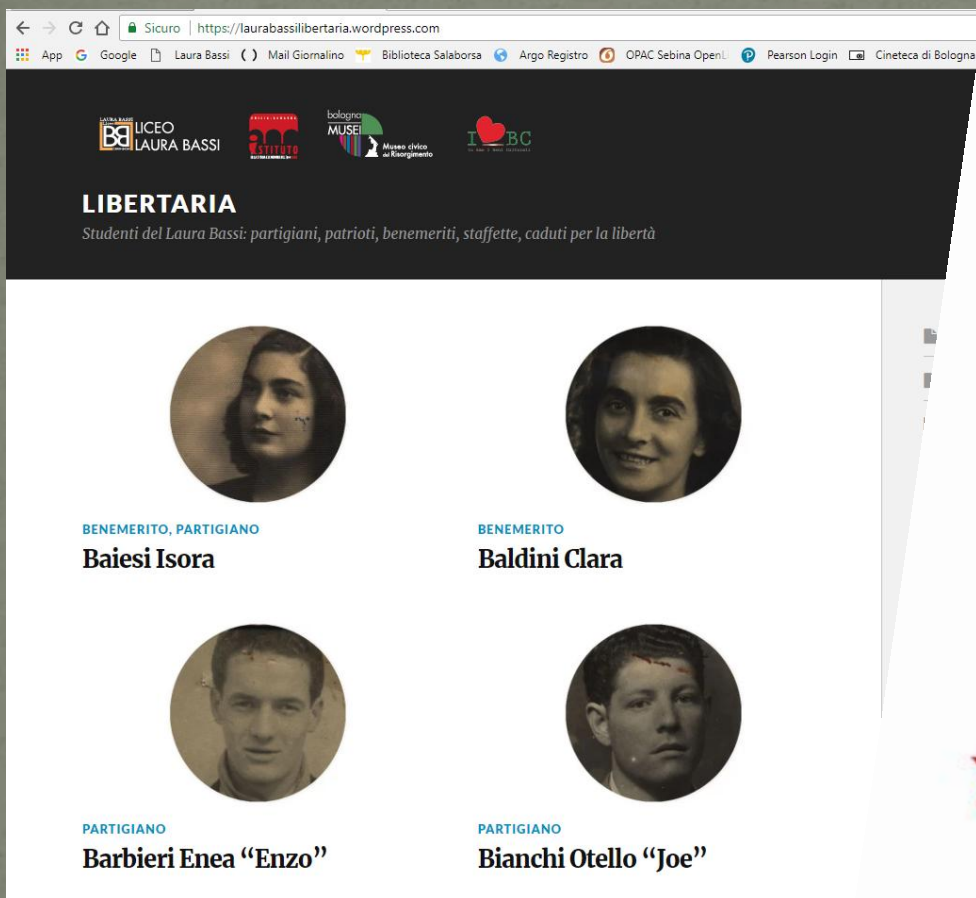 Sicuro | https://laurabassilibertaria.wordpress.com
App Google Laura Bassi Mail Giornalino Biblioteca Salaborsa Argo Registro OPAC Sebina OpenL Pearson Login Cineteca di Bologna
LAURA BASSI
LICEO
LAURA BASSI
ISTITUTO
bologna
MUSEI
Museo civico
del Risorgimento
I BC
LIBERTARIA
Studenti del Laura Bassi: partigiani, patrioti, benemeriti, staffette, caduti per la libertà
BENEMERITO, PARTIGIANO
Baiesi Isora
BENEMERITO
Baldini Clara
PARTIGIANO
Barbieri Enea “Enzo”
PARTIGIANO
Bianchi Otello “Joe”